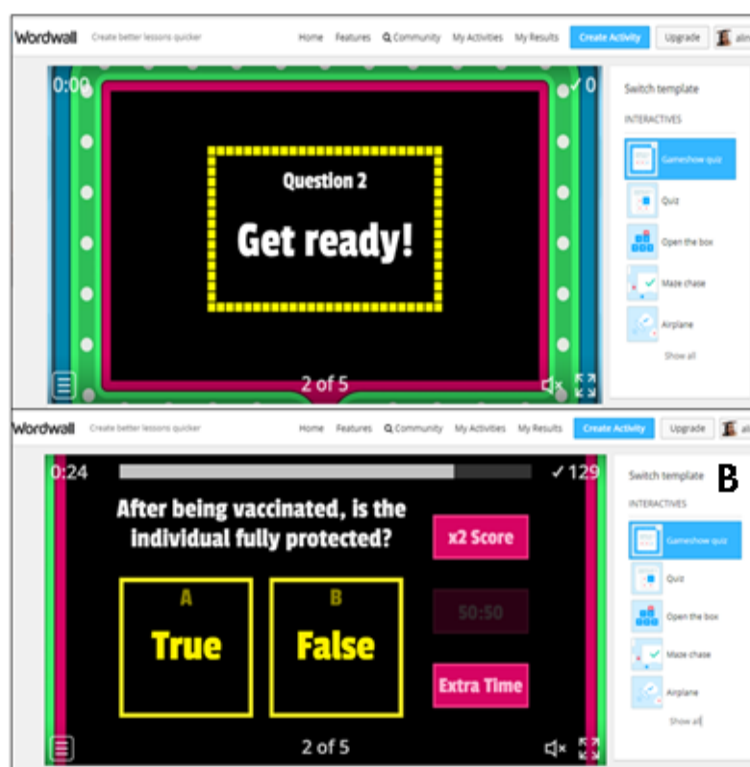 Wordwall Create better lessons quicker Home Features Community My Activities My Results Create Activity Upgrade
0:00 ✓ 0
Question 2
Get ready!
2 of 5
Switch template
INTERACTIVES
Gameshow quiz
Quiz
Open the box
Maze chase
Airplane
Show all
Wordwall Create better lessons quicker Home Features Community My Activities My Results Create Activity Upgrade
0:24 ✓ 129
After being vaccinated, is the
individual fully protected?
x2 Score
A B
True False
50:50
Extra Time
2 of 5
Switch template B
INTERACTIVES
Gameshow quiz
Quiz
Open the box
Maze chase
Airplane
Show all